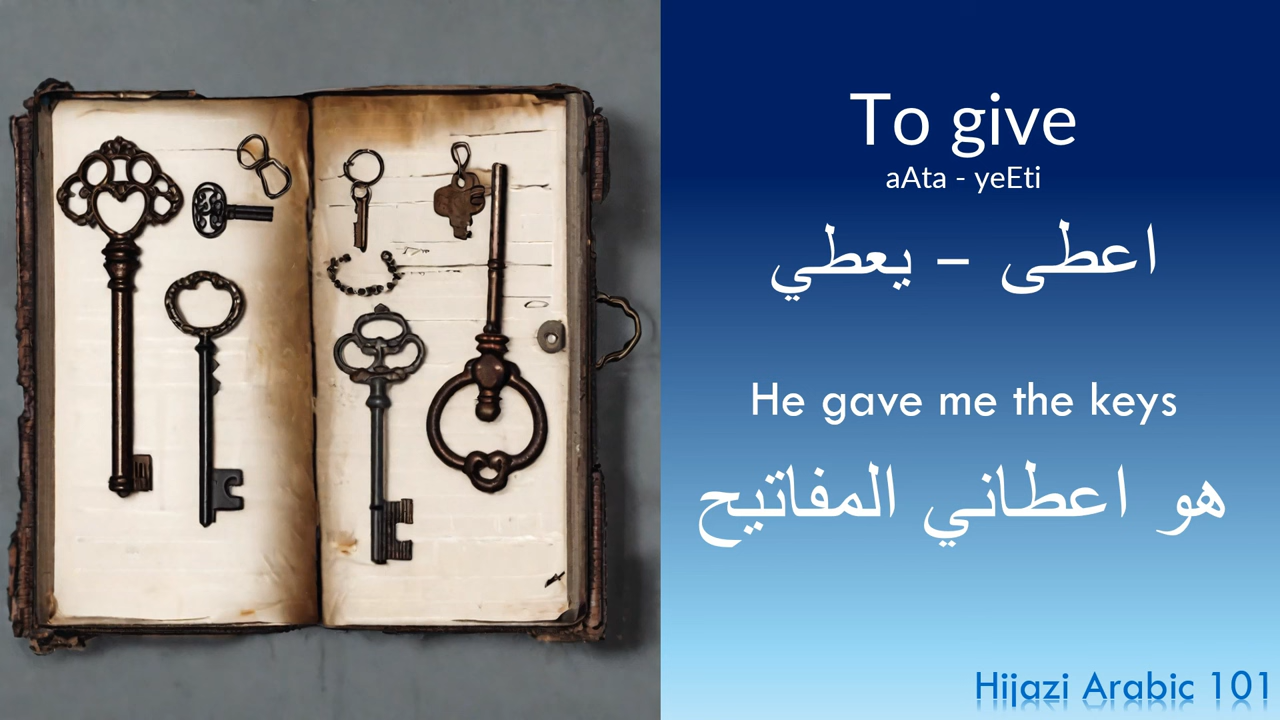 To give
aAta - yeEti
اعطى – يعطي
He gave me the keys
هو اعطاني المفاتيح
Hijazi Arabic 101